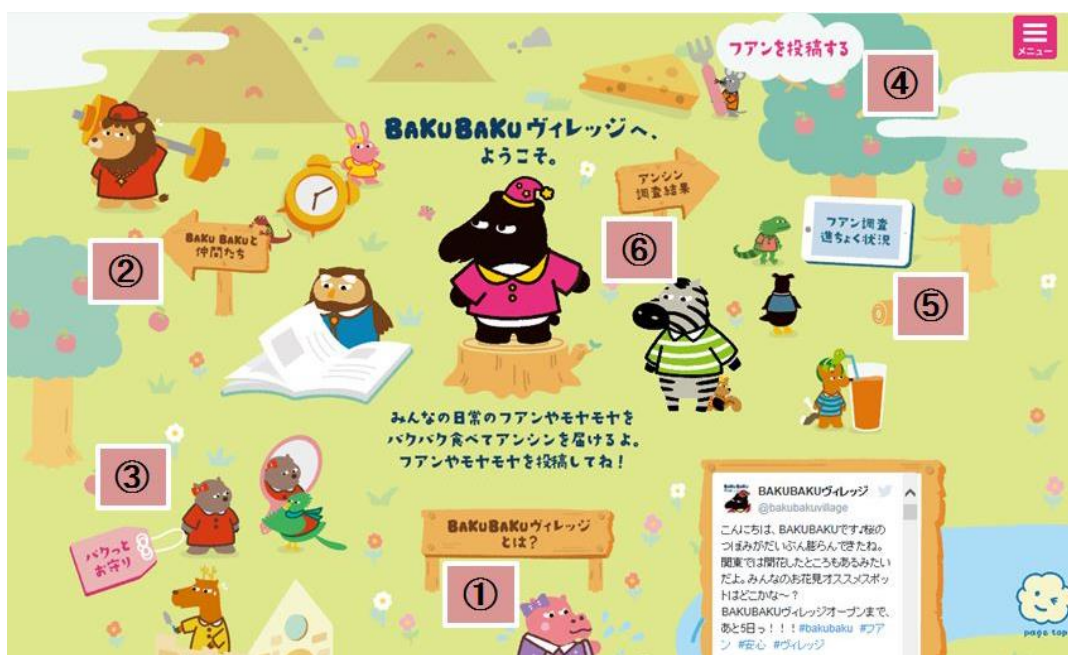 フアンを投稿する
メニュー
④
BAKUBAKUヴィレッジへ、
ようこそ。
アンシン
調査結果
フアン調査
進ちょく状況
BAKU BAKUと
仲間たち
②
⑥
⑤
みんなの日常のフアンやモヤモヤを
バクバク食べてアンシンを届けるよ。
フアンやモヤモヤを投稿してね！
③
バクっと
お守り
BAKUBAKUヴィレッジ
とは？
①
BAKUBAKUヴィレッジ
@bakubakuvillage
こんにちは、BAKUBAKUです♪桜の
つぼみがだいぶん膨らんできたね。
関東では開花したところもあるみたい
だよ。みんなのお花見オススメスポッ
トはどこかな～？
BAKUBAKUヴィレッジオープンまで、
あと5日っ！！！#bakubaku #フア
ン #安心 #ヴィレッジ
page top